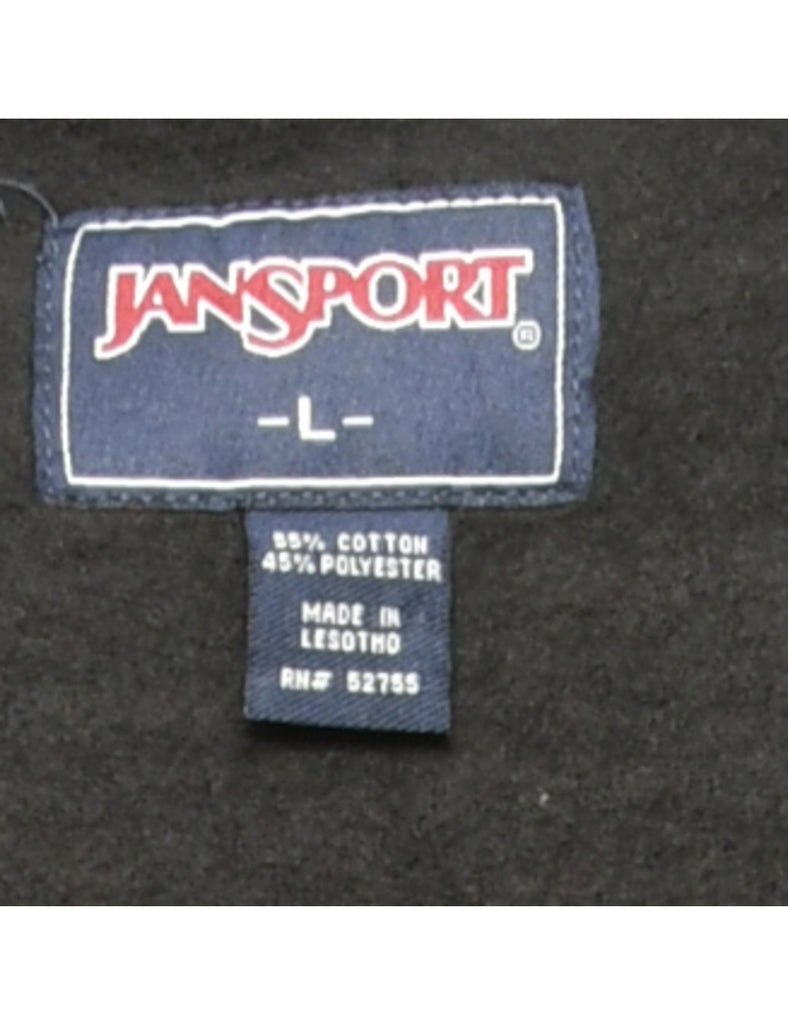 JANSPORT®
-L-
55% COTTON
45% POLYESTER
MADE IN
LESOTHO
RN# 52755